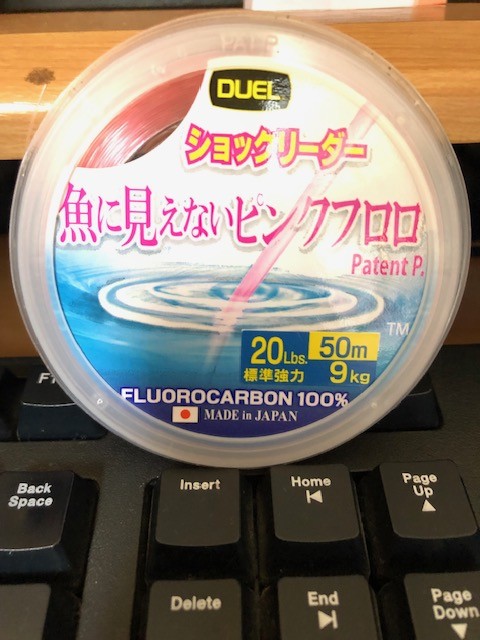 DUEL
ショックリーダー
魚に見えないピンクフロロ
Patent P.
TM
20Lbs. 50m
標準強力 9kg
FLUOROCARBON 100%
MADE in JAPAN
Back Space
Insert
Home
Page Up
Delete
End
Page Down